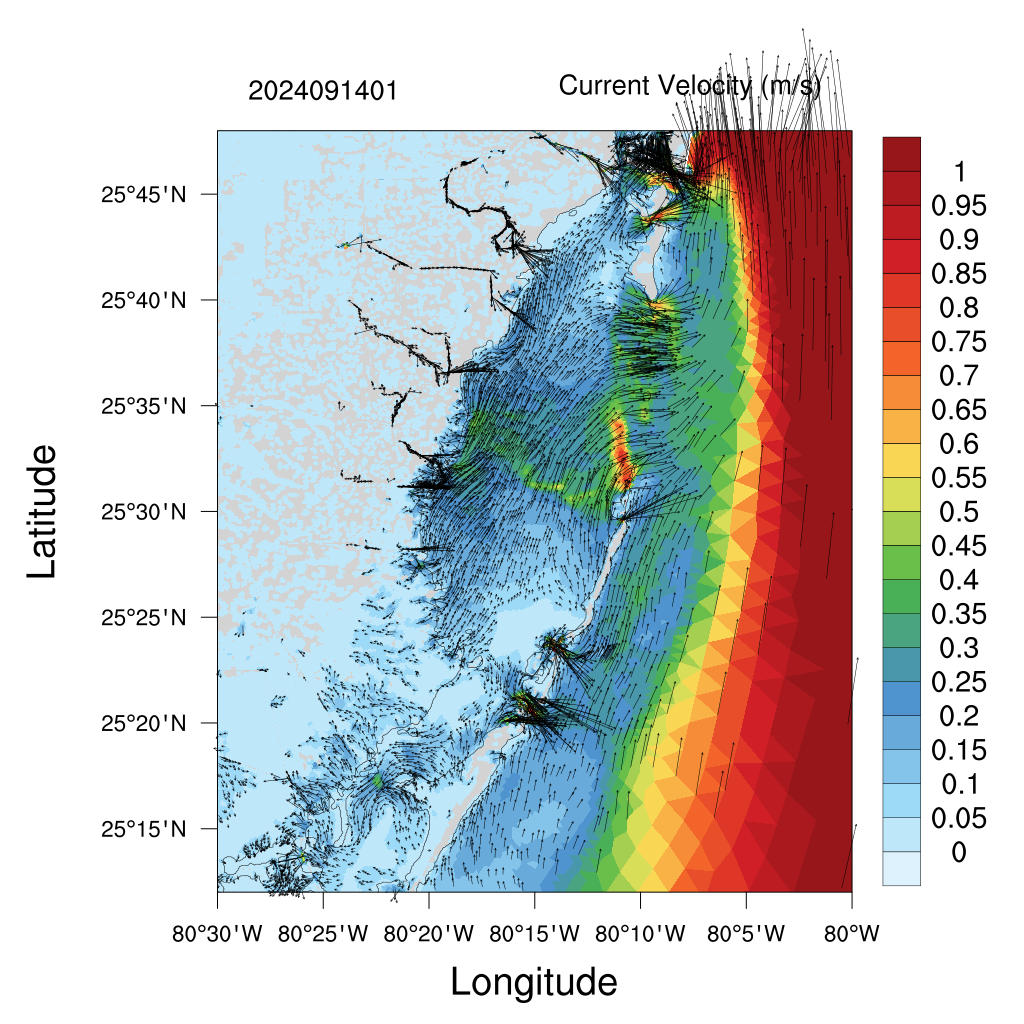 2024091401
Current Velocity (m/s)
25°45'N
25°40'N
25°35'N
25°30'N
25°25'N
25°20'N
25°15'N
80°30'W 80°25'W 80°20'W 80°15'W 80°10'W 80°5'W 80°W
Latitude
Longitude
1
0.95
0.9
0.85
0.8
0.75
0.7
0.65
0.6
0.55
0.5
0.45
0.4
0.35
0.3
0.25
0.2
0.15
0.1
0.05
0